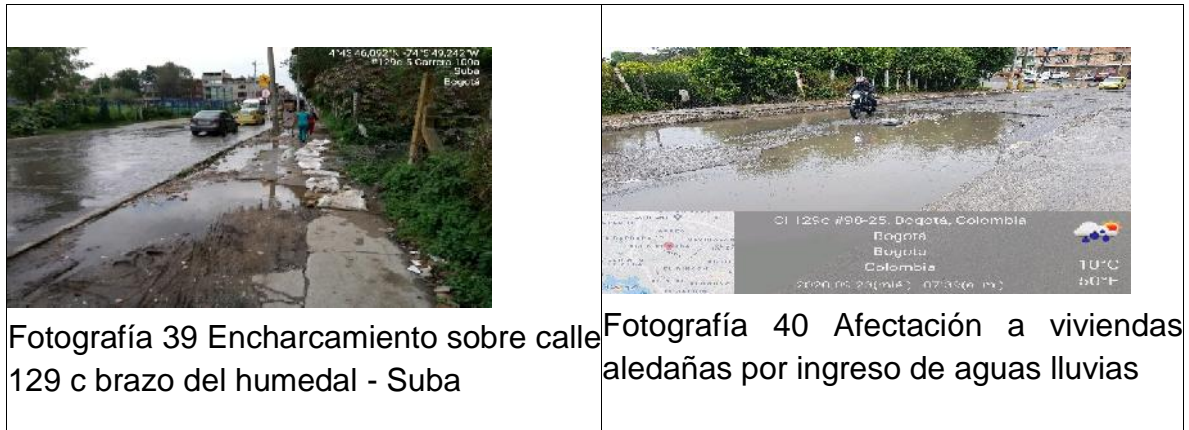 4°43'46,092"N -74°5'49,242"W
#129c-5 Carrera 100a
Suba
Bogotá
Fotografía 39 Encharcamiento sobre calle
129 c brazo del humedal - Suba
Cl 129c #90-25, Bogotá, Colombia
Bogotá
Bogotá
Colombia
10°C
50°F
Fotografía 40 Afectación a viviendas
aledañas por ingreso de aguas lluvias